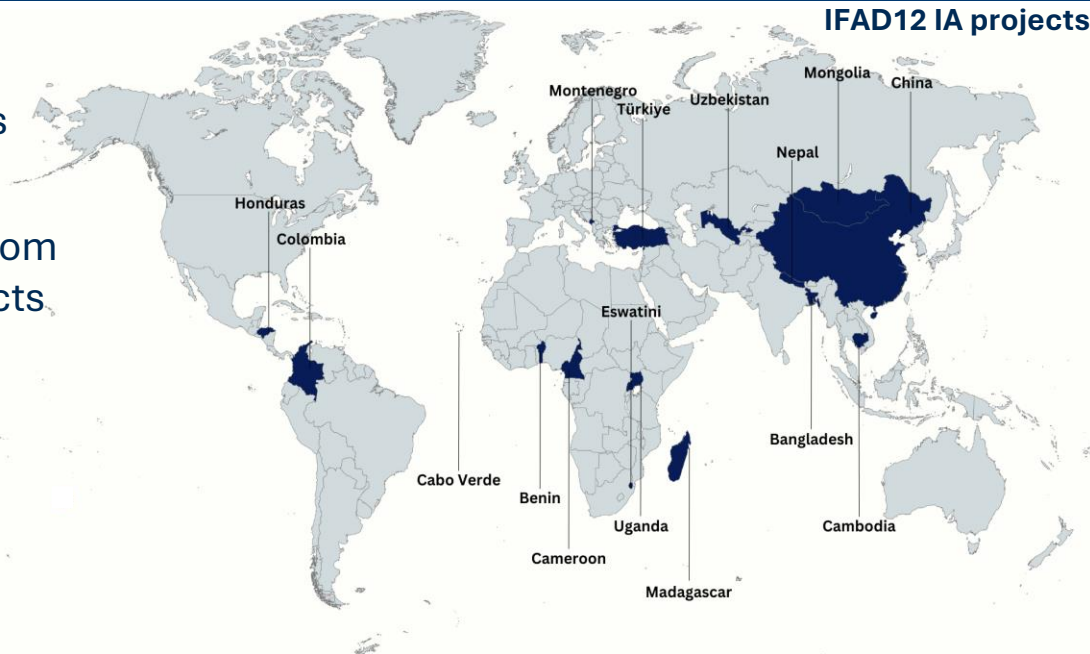 IFAD12 IA projects
Mongolia
China
Montenegro
Uzbekistan
Türkiye
Nepal
Honduras
Colombia
Eswatini
Bangladesh
Cabo Verde
Benin
Uganda
Cambodia
Cameroon
Madagascar